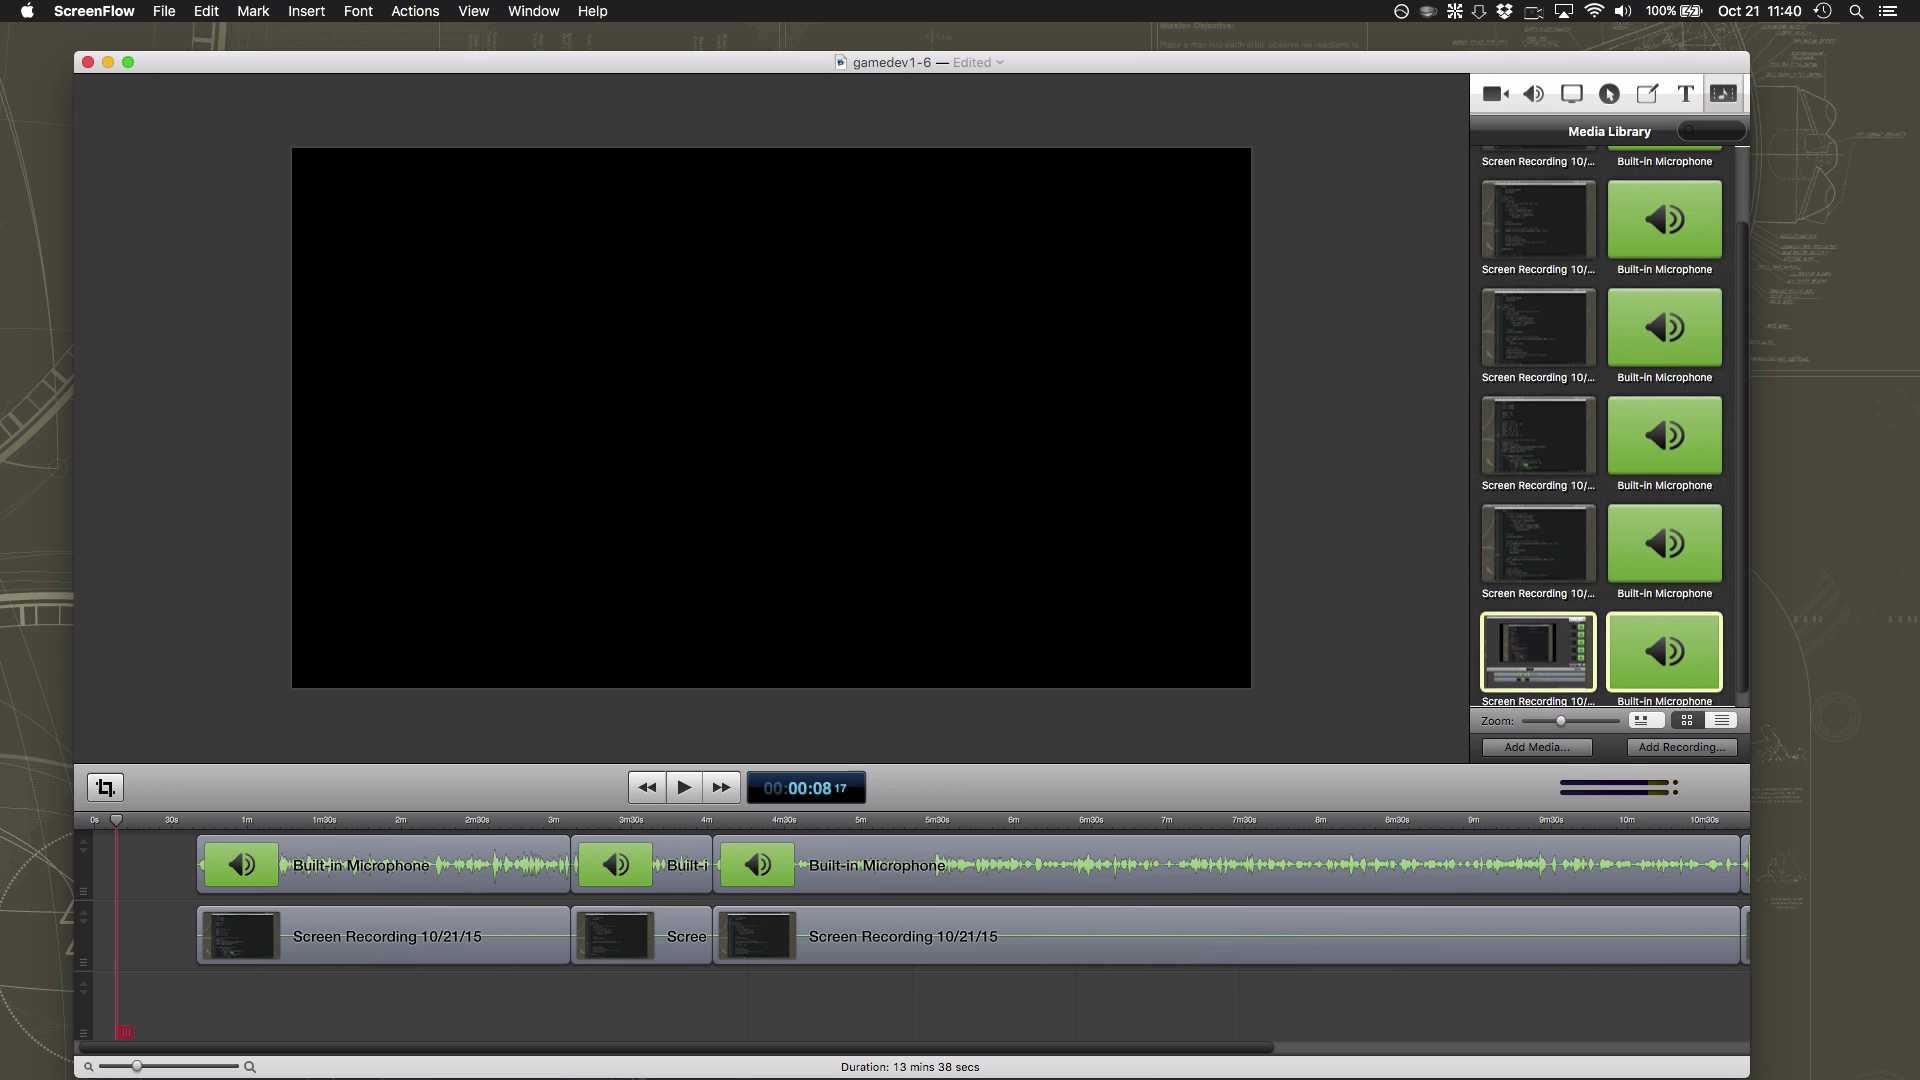 ScreenFlow File Edit Mark Insert Font Actions View Window Help 100% Oct 21 11:40
Mission Objective:
gamedev1-6 — Edited
T
Media Library
Screen Recording 10/... Built-in Microphone
Screen Recording 10/... Built-in Microphone
Screen Recording 10/... Built-in Microphone
Screen Recording 10/... Built-in Microphone
Screen Recording 10/... Built-in Microphone
Screen Recording 10/... Built-in Microphone
Zoom:
Add Media... Add Recording...
00:00:08 17
0s 30s 1m 1m30s 2m 2m30s 3m 3m30s 4m 4m30s 5m 5m30s 6m 6m30s 7m 7m30s 8m 8m30s 9m 9m30s 10m 10m30s
Built-in Microphone Built-i Built-in Microphone
Screen Recording 10/21/15 Scree Screen Recording 10/21/15
Duration: 13 mins 38 secs